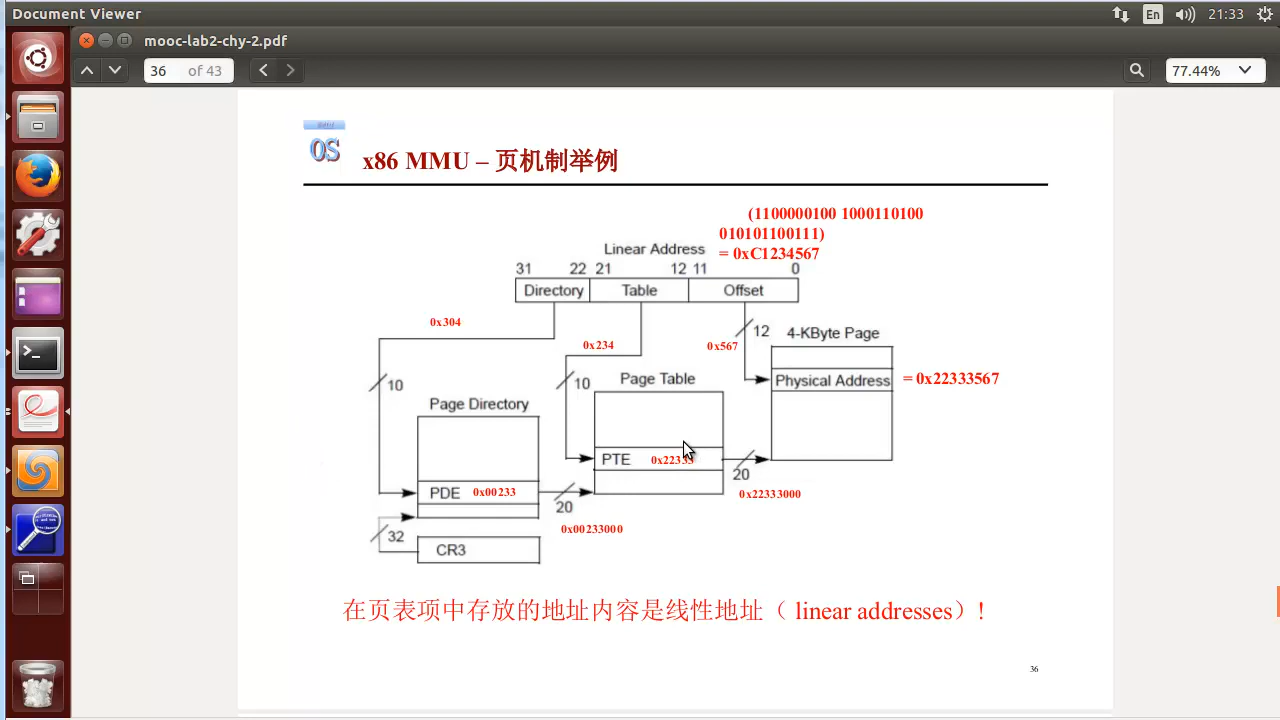 Document Viewer
En
21:33
mooc-lab2-chy-2.pdf
36 of 43
77.44%
OS
x86 MMU – 页机制举例
(1100000100 1000110100
010101100111)
= 0xC1234567
Linear Address
31 22 21 12 11 0
Directory Table Offset
0x304
0x234
0x567
12
4-KByte Page
10
10
Page Table
Physical Address
= 0x22333567
Page Directory
PTE
20
0x22333000
PDE 0x00233
20
0x00233000
32
CR3
在页表项中存放的地址内容是线性地址（ linear addresses）!
36